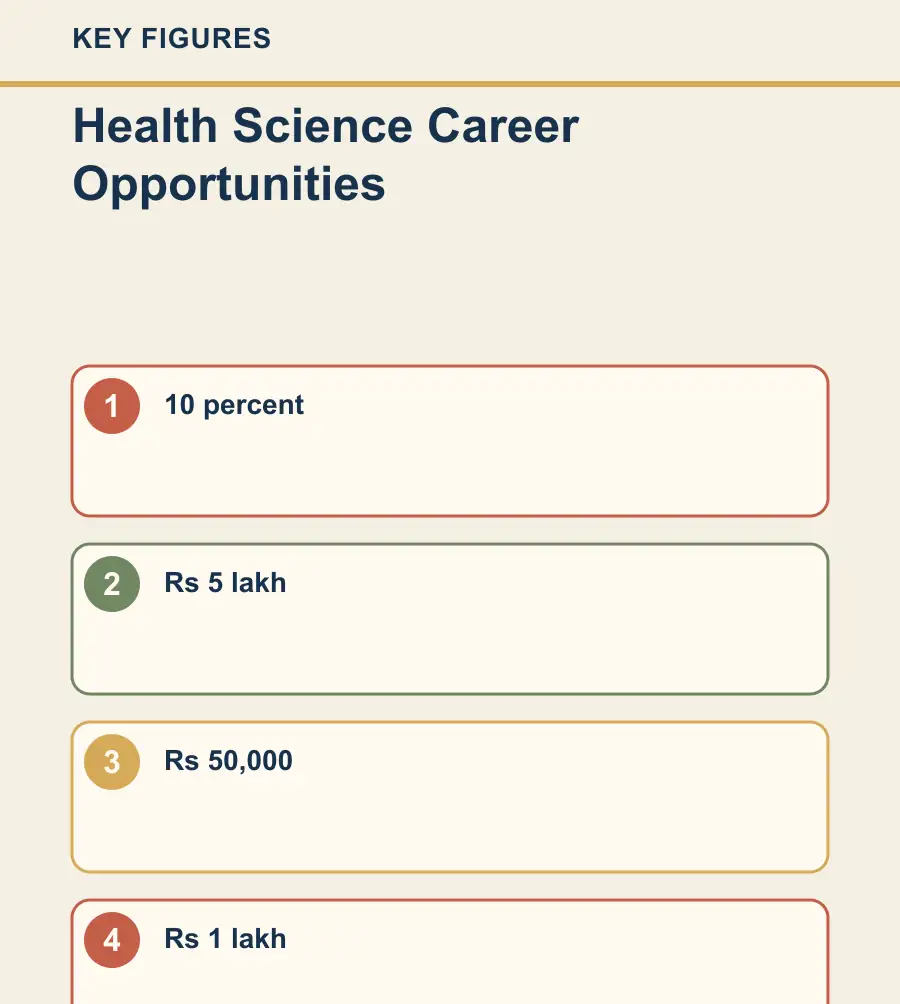 KEY FIGURES
Health Science Career
Opportunities
1 10 percent
2 Rs 5 lakh
3 Rs 50,000
4 Rs 1 lakh